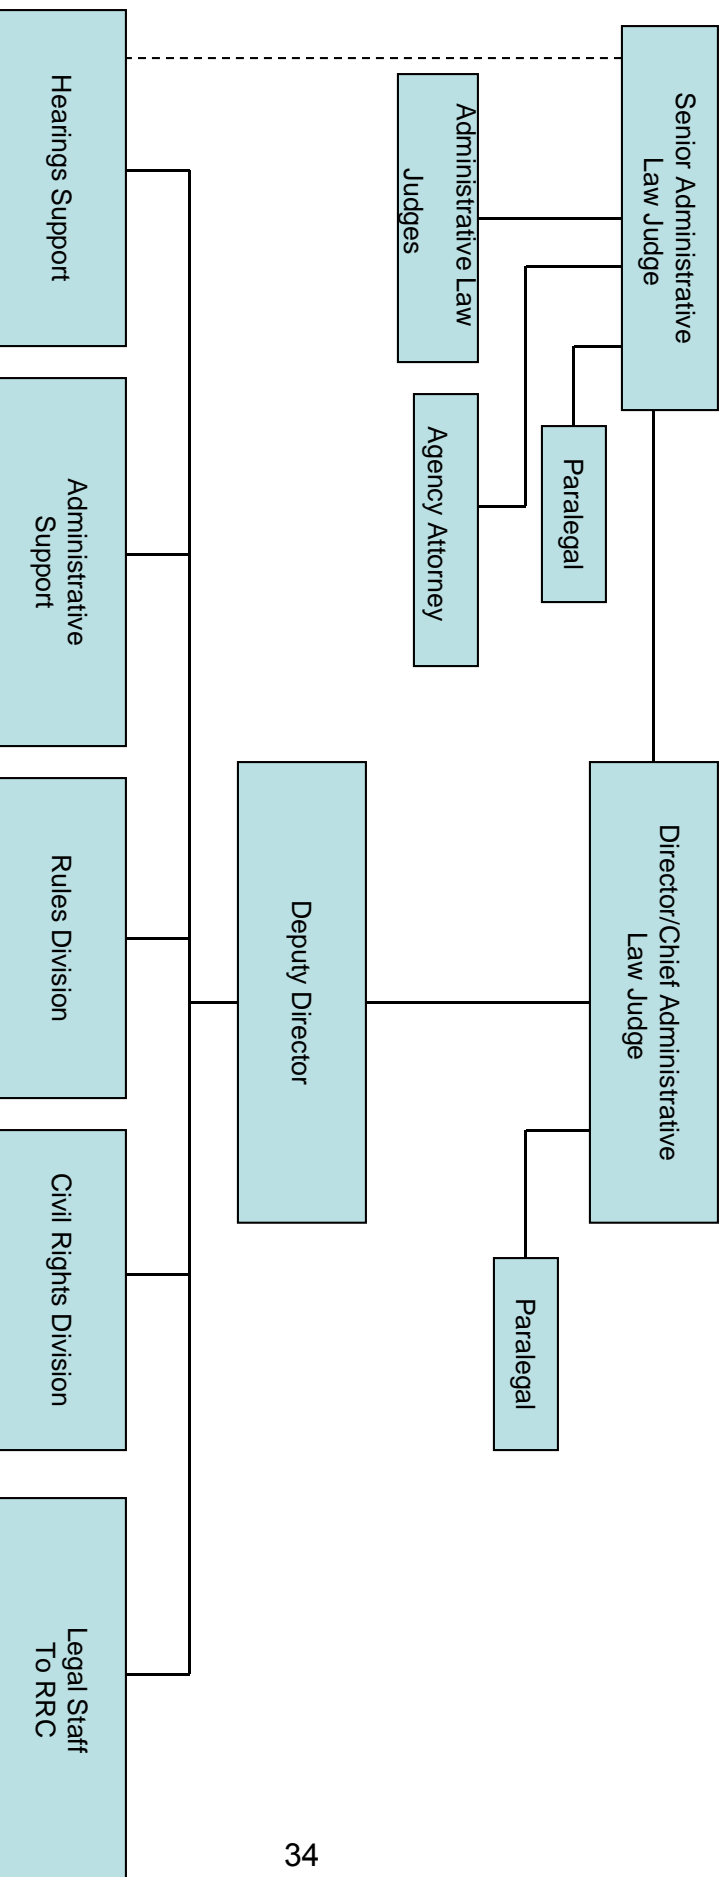 Senior Administrative
Law Judge
Director/Chief Administrative
Law Judge
Paralegal
Paralegal
Administrative Law
Judges
Agency Attorney
Deputy Director
Hearings Support
Administrative
Support
Rules Division
Civil Rights Division
Legal Staff
To RRC
34